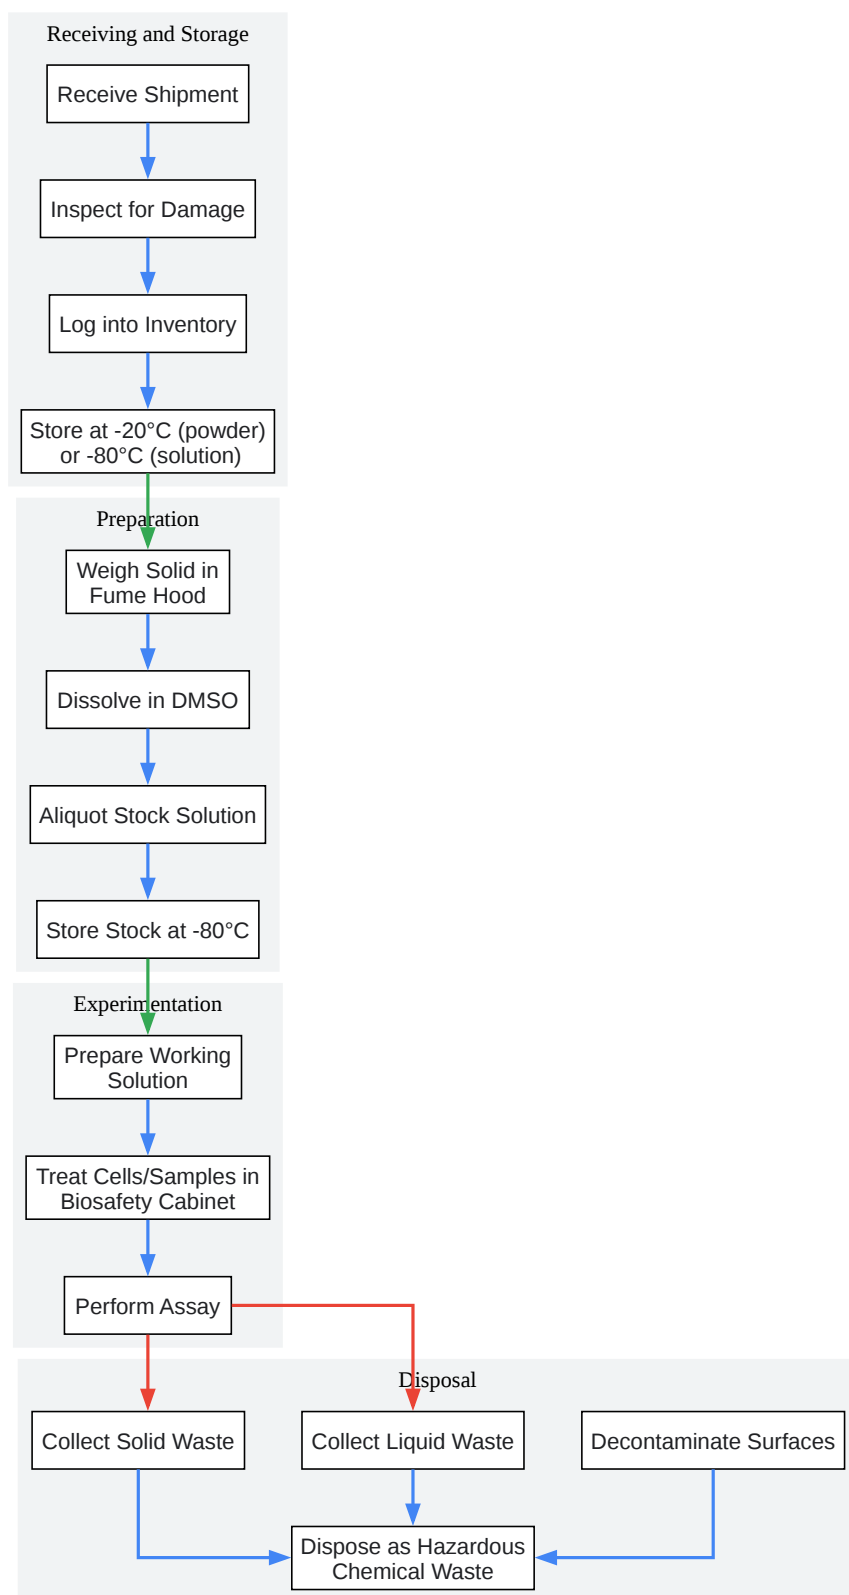 Receiving and Storage
Receive Shipment
Inspect for Damage
Log into Inventory
Store at -20°C (powder)
or -80°C (solution)
Preparation
Weigh Solid in
Fume Hood
Dissolve in DMSO
Aliquot Stock Solution
Store Stock at -80°C
Experimentation
Prepare Working
Solution
Treat Cells/Samples in
Biosafety Cabinet
Perform Assay
Disposal
Collect Solid Waste
Collect Liquid Waste
Decontaminate Surfaces
Dispose as Hazardous
Chemical Waste